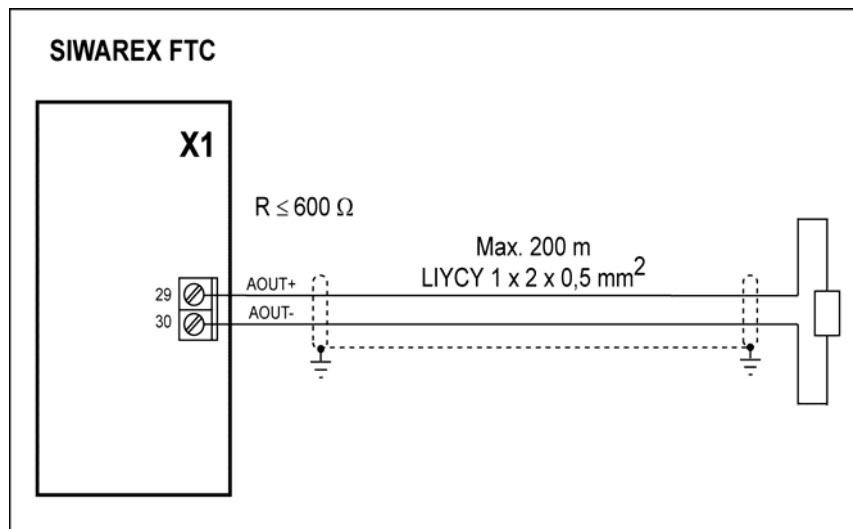 SIWAREX FTC
X1
R ≤ 600 Ω
Max. 200 m
LIYCY 1 x 2 x 0,5 mm²
29 AOUT+
30 AOUT-